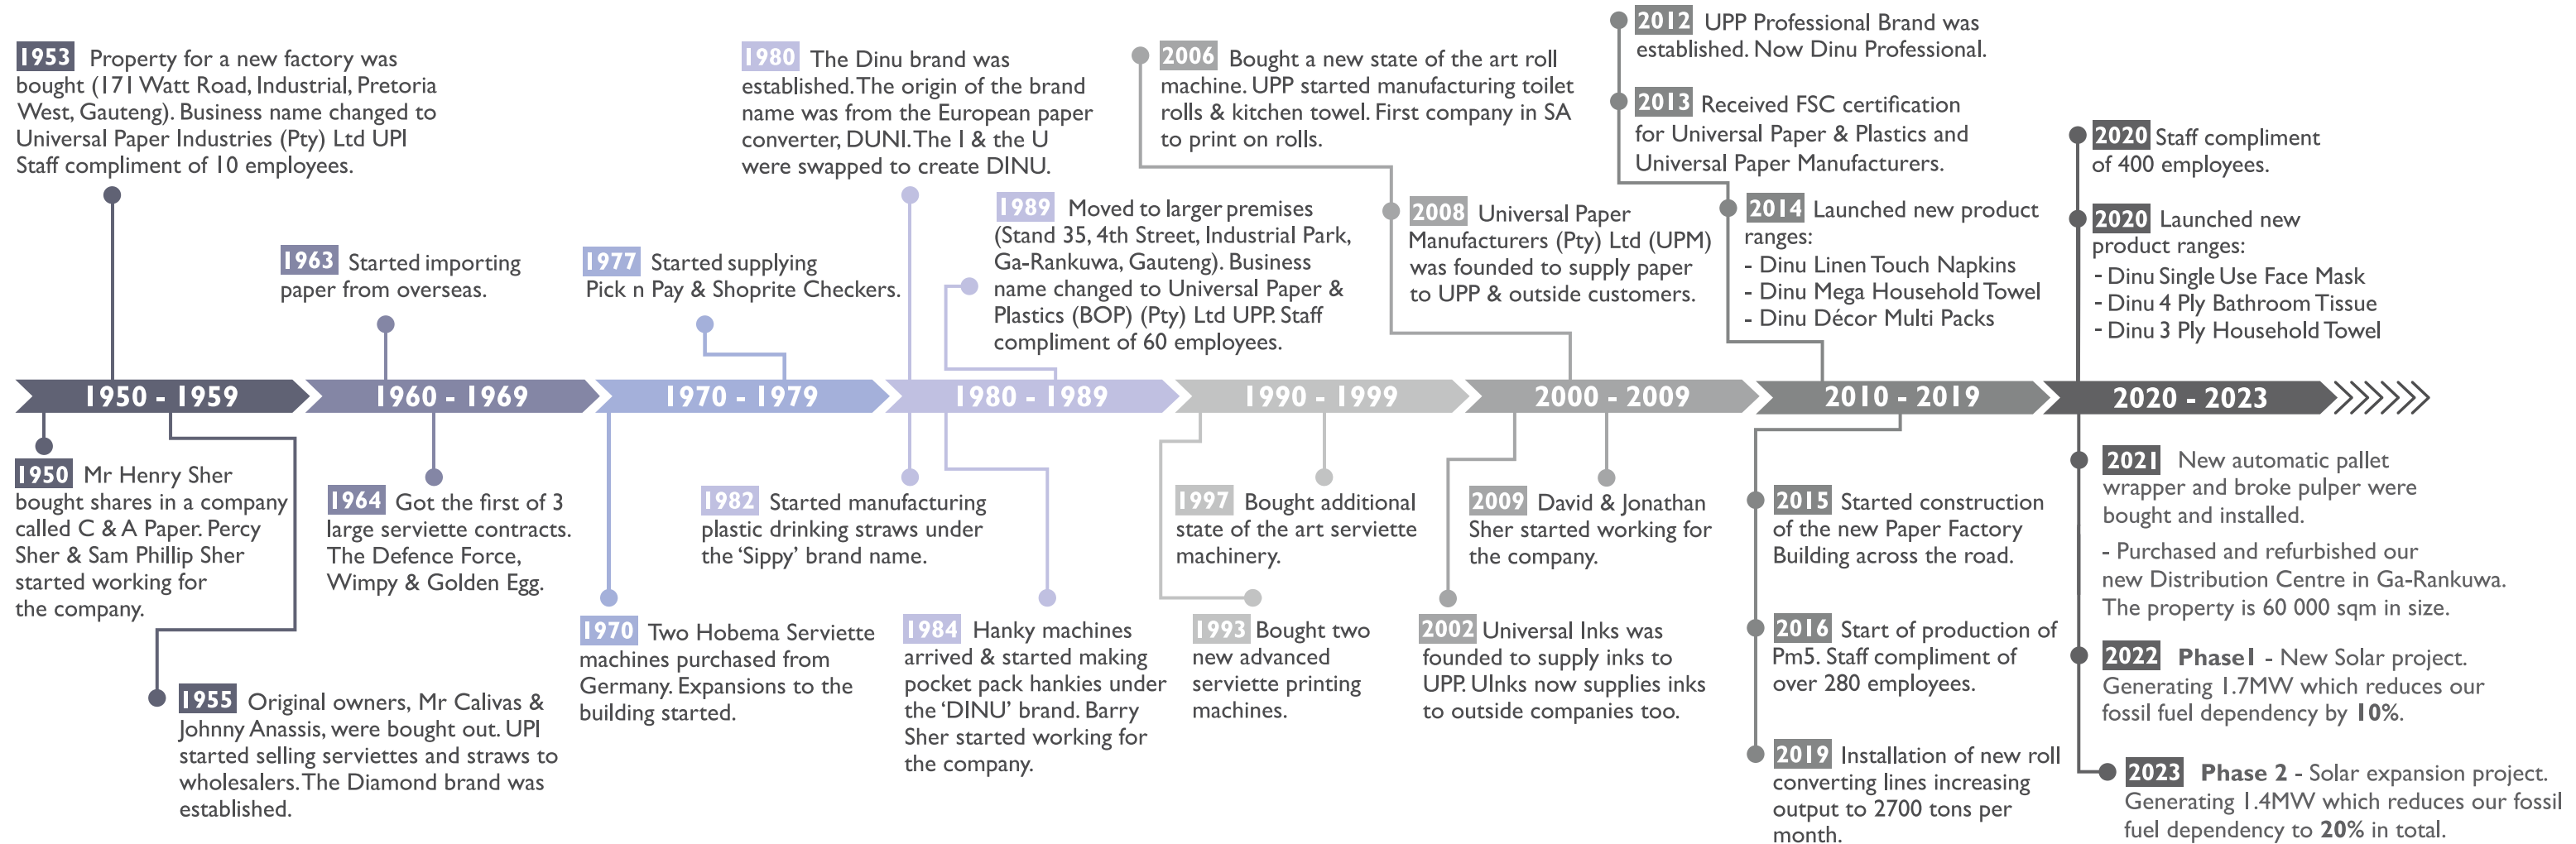 1953 Property for a new factory was
bought (171 Watt Road, Industrial, Pretoria
West, Gauteng). Business name changed to
Universal Paper Industries (Pty) Ltd UPI
Staff compliment of 10 employees.
1963 Started importing
paper from overseas.
1977 Started supplying
Pick n Pay & Shoprite Checkers.
1980 The Dinu brand was
established. The origin of the brand
name was from the European paper
converter, DUNI. The I & the U
were swapped to create DINU.
1989 Moved to larger premises
(Stand 35, 4th Street, Industrial Park,
Ga-Rankuwa, Gauteng). Business
name changed to Universal Paper &
Plastics (BOP) (Pty) Ltd UPP. Staff
compliment of 60 employees.
2006 Bought a new state of the art roll
machine. UPP started manufacturing toilet
rolls & kitchen towel. First company in SA
to print on rolls.
2008 Universal Paper
Manufacturers (Pty) Ltd (UPM)
was founded to supply paper
to UPP & outside customers.
2012 UPP Professional Brand was
established. Now Dinu Professional.
2013 Received FSC certification
for Universal Paper & Plastics and
Universal Paper Manufacturers.
2014 Launched new product
ranges:
- Dinu Linen Touch Napkins
- Dinu Mega Household Towel
- Dinu Décor Multi Packs
2020 Staff compliment
of 400 employees.
2020 Launched new
product ranges:
- Dinu Single Use Face Mask
- Dinu 4 Ply Bathroom Tissue
- Dinu 3 Ply Household Towel
1950 - 1959
1960 - 1969
1970 - 1979
1980 - 1989
1990 - 1999
2000 - 2009
2010 - 2019
2020 - 2023
1950 Mr Henry Sher
bought shares in a company
called C & A Paper. Percy
Sher & Sam Phillip Sher
started working for
the company.
1955 Original owners, Mr Calivas &
Johnny Anassis, were bought out. UPI
started selling serviettes and straws to
wholesalers. The Diamond brand was
established.
1964 Got the first of 3
large serviette contracts.
The Defence Force,
Wimpy & Golden Egg.
1970 Two Hobema Serviette
machines purchased from
Germany. Expansions to the
building started.
1982 Started manufacturing
plastic drinking straws under
the ‘Sippy’ brand name.
1984 Hanky machines
arrived & started making
pocket pack hankies under
the ‘DINU’ brand. Barry
Sher started working for
the company.
1997 Bought additional
state of the art serviette
machinery.
1993 Bought two
new advanced
serviette printing
machines.
2002 Universal Inks was
founded to supply inks to
UPP. UInks now supplies inks
to outside companies too.
2009 David & Jonathan
Sher started working for
the company.
2015 Started construction
of the new Paper Factory
Building across the road.
2016 Start of production of
Pm5. Staff compliment of
over 280 employees.
2019 Installation of new roll
converting lines increasing
output to 2700 tons per
month.
2021 New automatic pallet
wrapper and broke pulper were
bought and installed.
- Purchased and refurbished our
new Distribution Centre in Ga-Rankuwa.
The property is 60 000 sqm in size.
2022 Phase1 - New Solar project.
Generating 1.7MW which reduces our
fossil fuel dependency by 10%.
2023 Phase 2 - Solar expansion project.
Generating 1.4MW which reduces our fossil
fuel dependency to 20% in total.